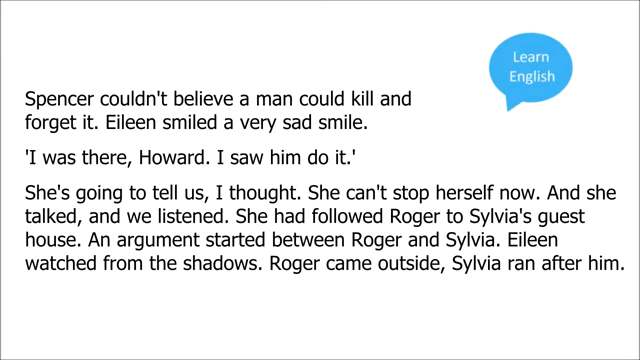 Learn
English
Spencer couldn't believe a man could kill and
forget it. Eileen smiled a very sad smile.
'I was there, Howard. I saw him do it.'
She's going to tell us, I thought. She can't stop herself now. And she
talked, and we listened. She had followed Roger to Sylvia's guest
house. An argument started between Roger and Sylvia. Eileen
watched from the shadows. Roger came outside, Sylvia ran after him.